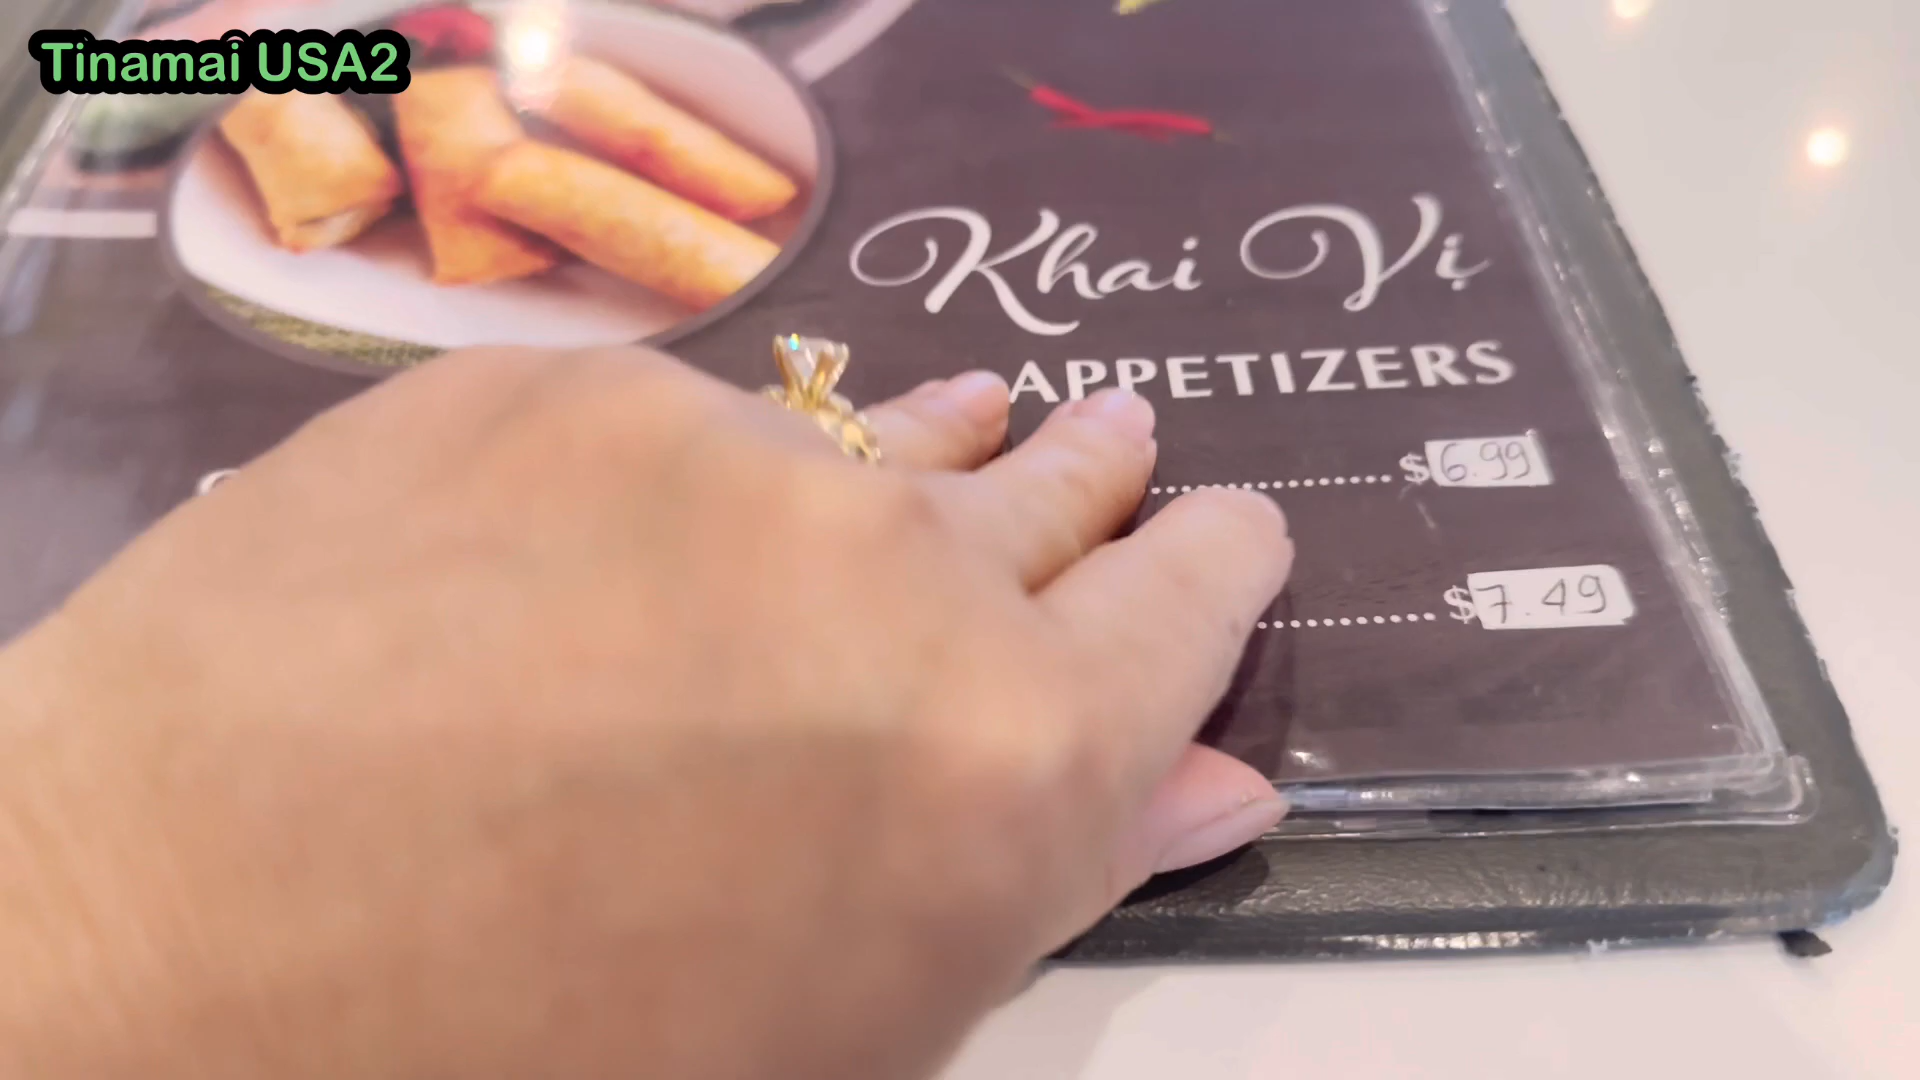 Tinamai USA2
Khai Vị
APPETIZERS
$6.99
$7.49